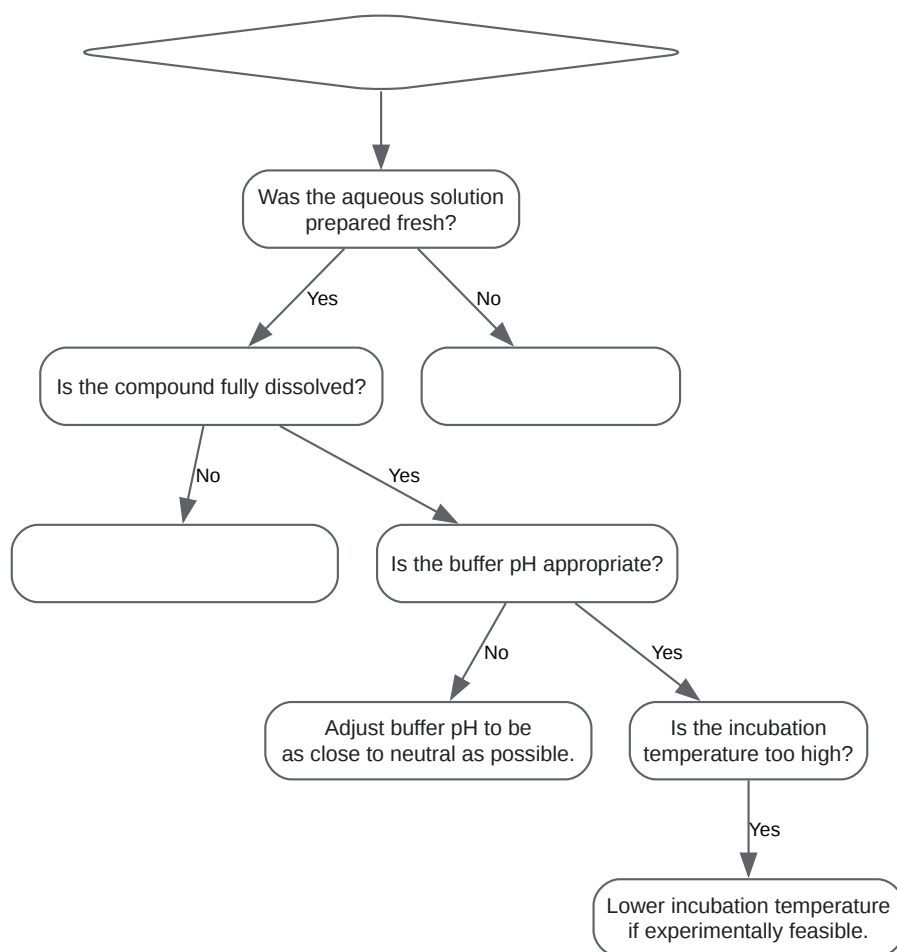 Was the aqueous solution
prepared fresh?
Yes
No
Is the compound fully dissolved?
No
Yes
Is the buffer pH appropriate?
No
Yes
Adjust buffer pH to be
as close to neutral as possible.
Is the incubation
temperature too high?
Yes
Lower incubation temperature
if experimentally feasible.